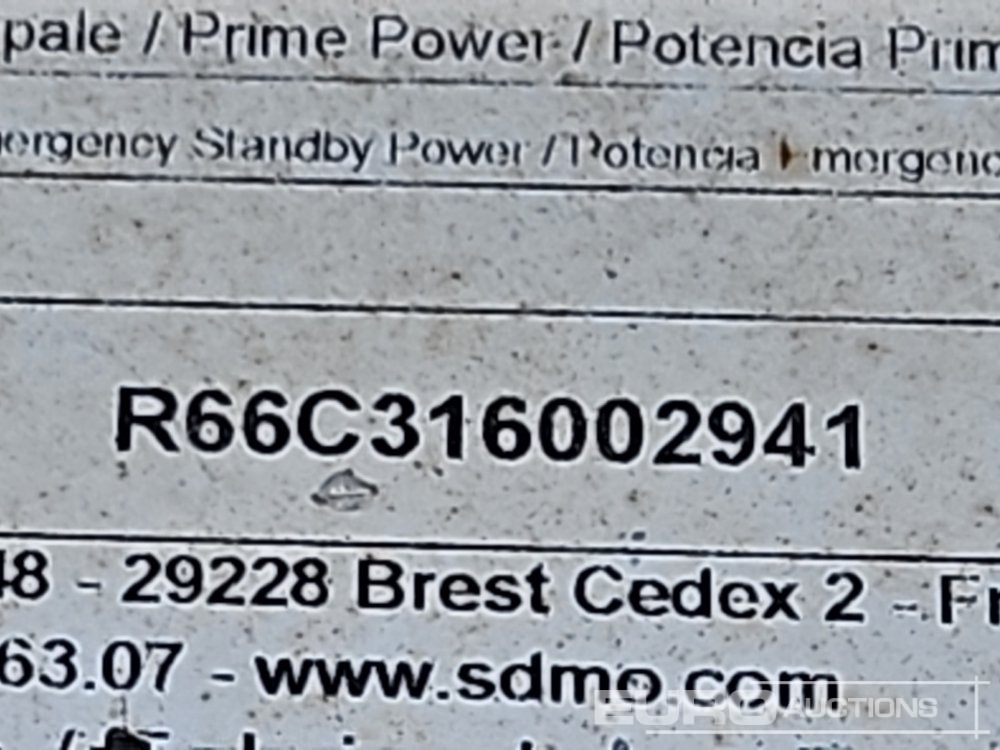 pale / Prime Power / Potencia Prim
ergency Standby Power / Potencia Emergenc
R66C316002941
48 - 29228 Brest Cedex 2 - Fr
63.07 - www.sdmo.com
EURO AUCTIONS